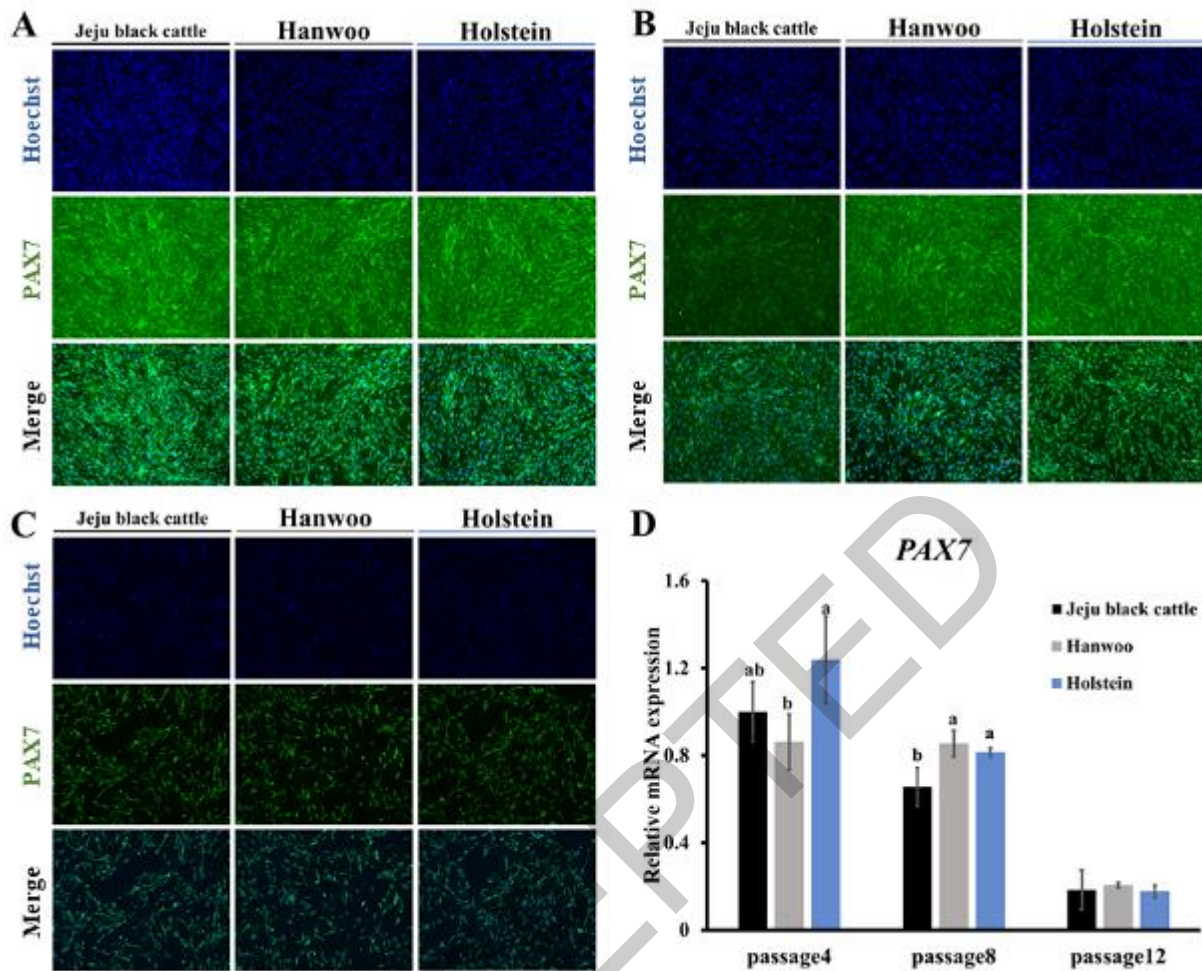 A
Jeju black cattle Hanwoo Holstein
Hoechst
PAX7
Merge
B
Jeju black cattle Hanwoo Holstein
Hoechst
PAX7
Merge
C
Jeju black cattle Hanwoo Holstein
Hoechst
PAX7
Merge
D
PAX7
Relative mRNA expression
1.6
1.2
0.8
0.4
0
Jeju black cattle
Hanwoo
Holstein
ab b a
b a a
passage4 passage8 passage12
EPTED